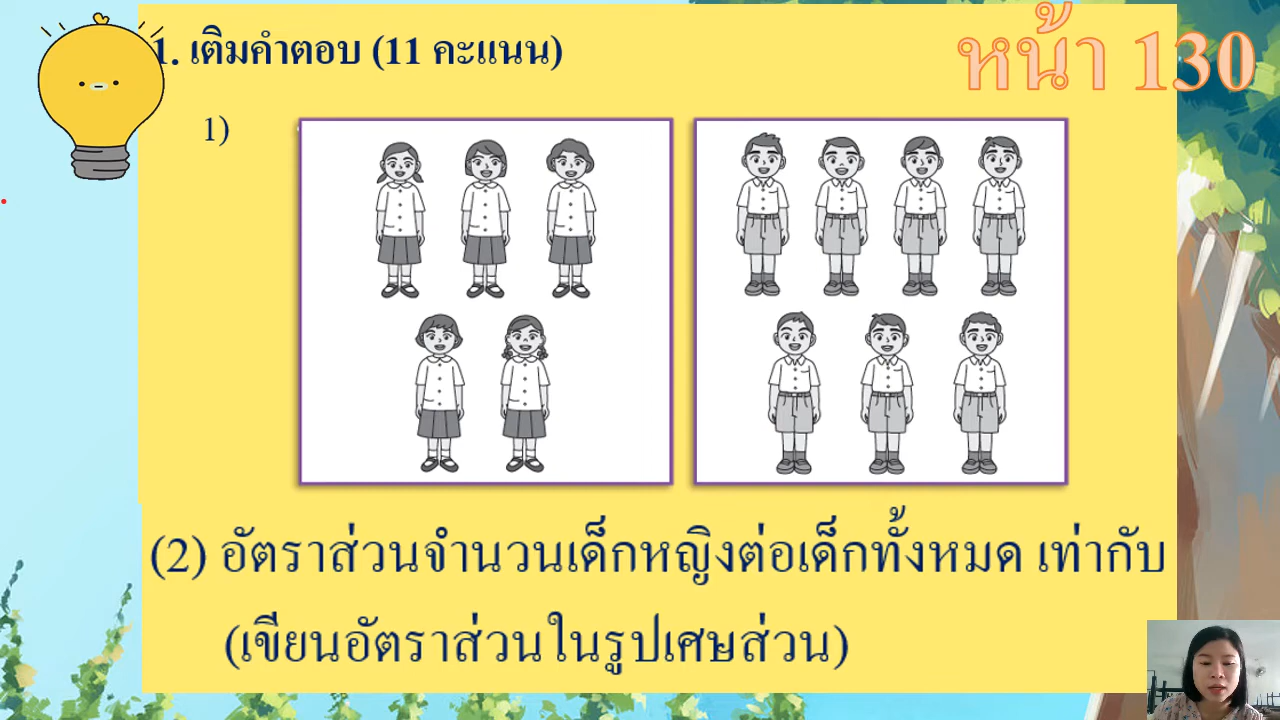 1. เติมคำตอบ (11 คะแนน)
หน้า 130
1)
(2) อัตราส่วนจำนวนเด็กหญิงต่อเด็กทั้งหมด เท่ากับ
(เขียนอัตราส่วนในรูปเศษส่วน)